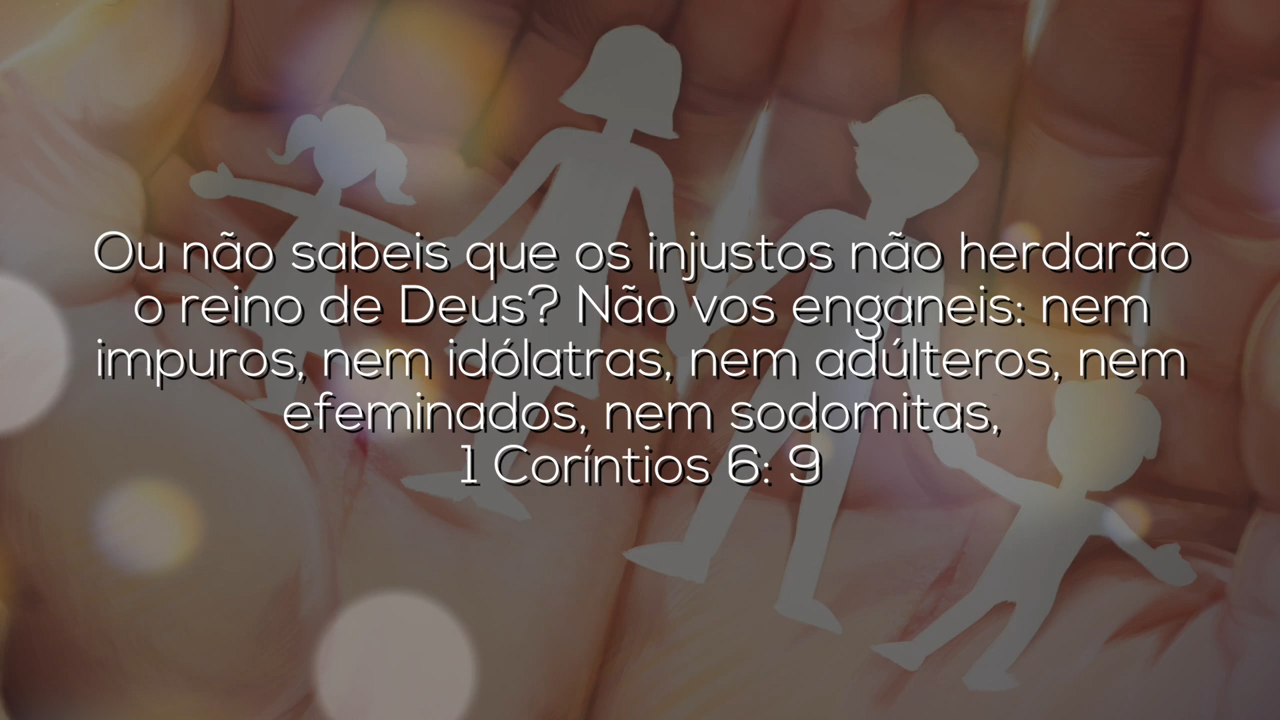 Ou não sabeis que os injustos não herdarão
o reino de Deus? Não vos enganeis: nem
impuros, nem idólatras, nem adúlteros, nem
efeminados, nem sodomitas,
1 Coríntios 6: 9